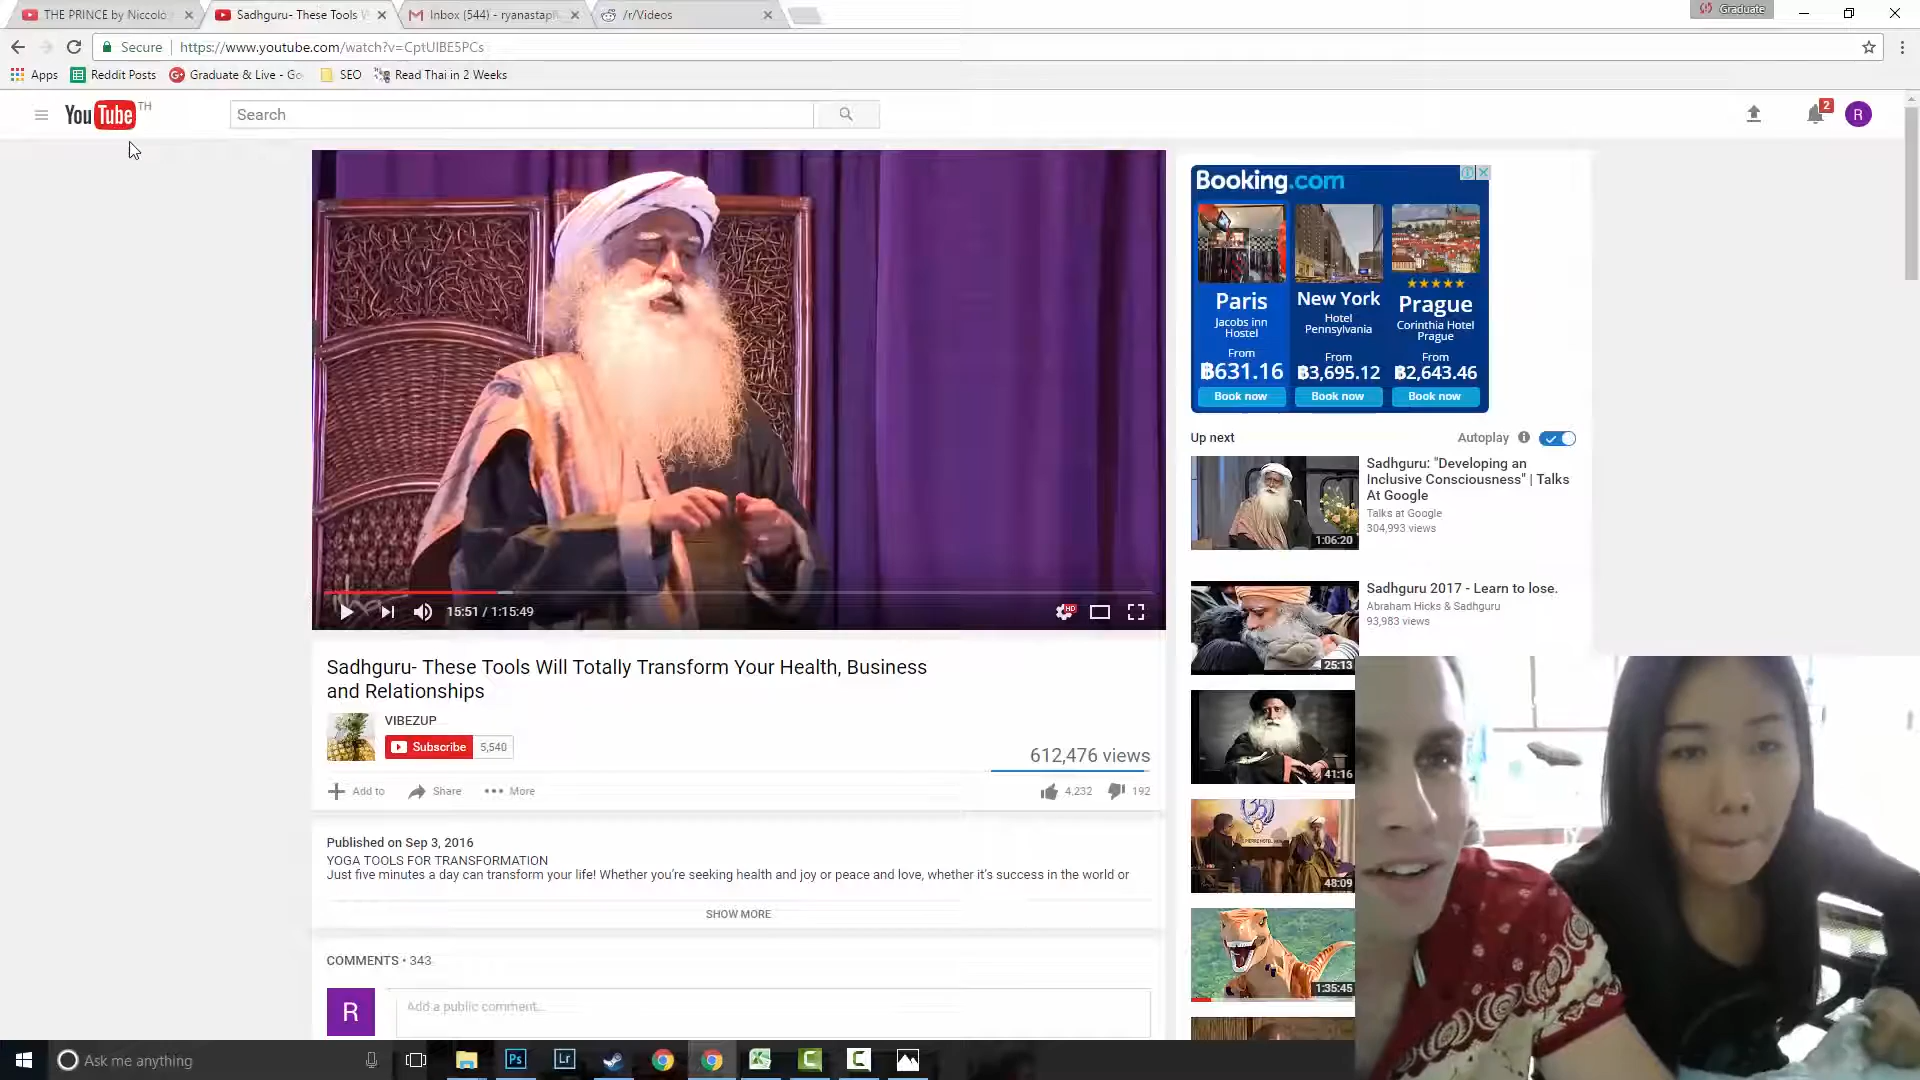 THE PRINCE by Niccolò
Sadhguru- These Tools W
Inbox (544) - ryanstap
/r/Videos
Graduate
Secure
https://www.youtube.com/watch?v=CptUIBE5PCs
Apps
Reddit Posts
Graduate & Live - Go
SEO
Read Thai in 2 Weeks
YouTube TH
Search
2
R
Booking.com
Paris
Jacobs inn
Hostel
From
฿631.16
Book now
New York
Hotel
Pennsylvania
From
฿3,695.12
Book now
Prague
Corinthia Hotel
Prague
From
฿2,643.46
Book now
15:51 / 1:15:49
HD
Up next
Autoplay
Sadhguru: "Developing an
Inclusive Consciousness" | Talks
At Google
Talks at Google
304,993 views
1:06:20
Sadhguru 2017 - Learn to lose.
Abraham Hicks & Sadhguru
93,983 views
25:13
41:16
48:09
1:35:45
Sadhguru- These Tools Will Totally Transform Your Health, Business
and Relationships
VIBEZUP
Subscribe
5,540
612,476 views
Add to
Share
More
4,232
192
Published on Sep 3, 2016
YOGA TOOLS FOR TRANSFORMATION
Just five minutes a day can transform your life! Whether you're seeking health and joy or peace and love, whether it's success in the world or
SHOW MORE
COMMENTS • 343
R
Add a public comment...
Ask me anything
Ps
Lr